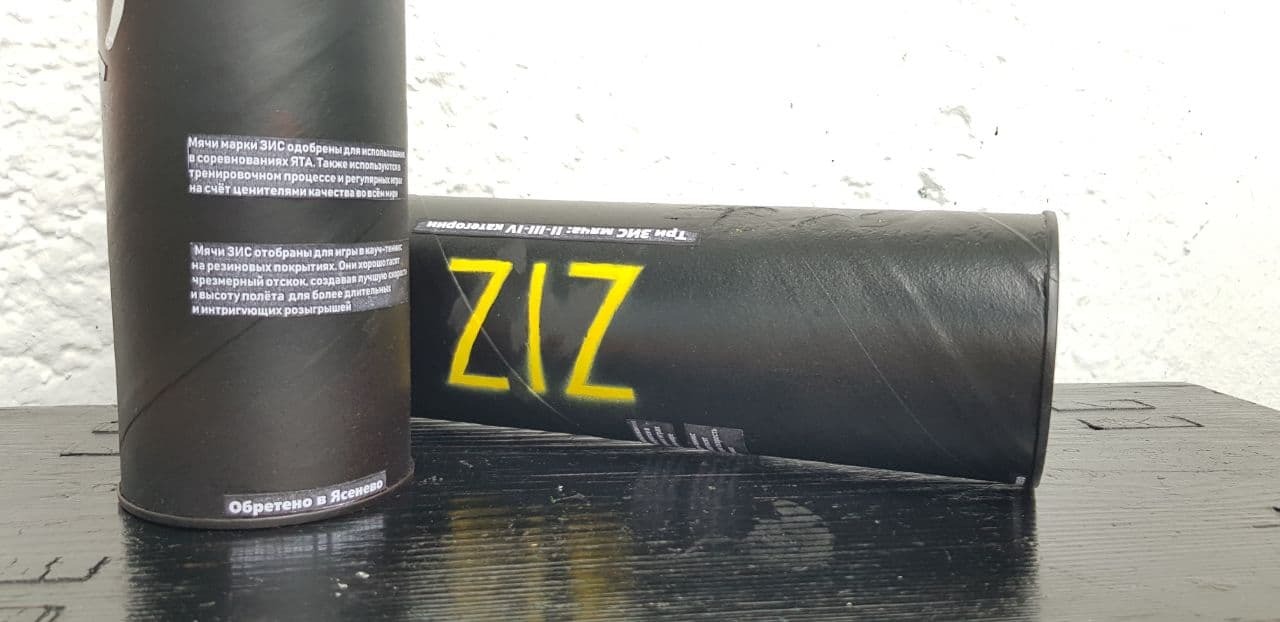 Мячи марки ЗИС одобрены для использования
в соревнованиях ЯТА. Также используются в
тренировочном процессе и регулярных играх
на счёт ценителями качества во всём мире
Мячи ЗИС отобраны для игры в кауч-теннис
на резиновых покрытиях. Они хорошо гасят
чрезмерный отскок, создавая лучшую скорость
и высоту полёта для более длительных
и интригующих розыгрышей
Обретено в Ясенево
Три ЗИС мяча: II-III-IV категории
ZIZ